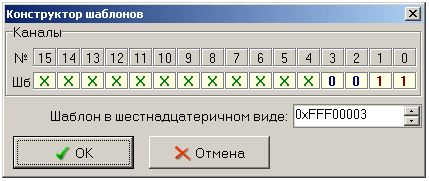 Конструктор шаблонов
Каналы
№ 15 14 13 12 11 10 9 8 7 6 5 4 3 2 1 0
Шб X X X X X X X X X X X X 0 0 1 1
Шаблон в шестнадцатеричном виде: 0xFFF00003
OK Отмена